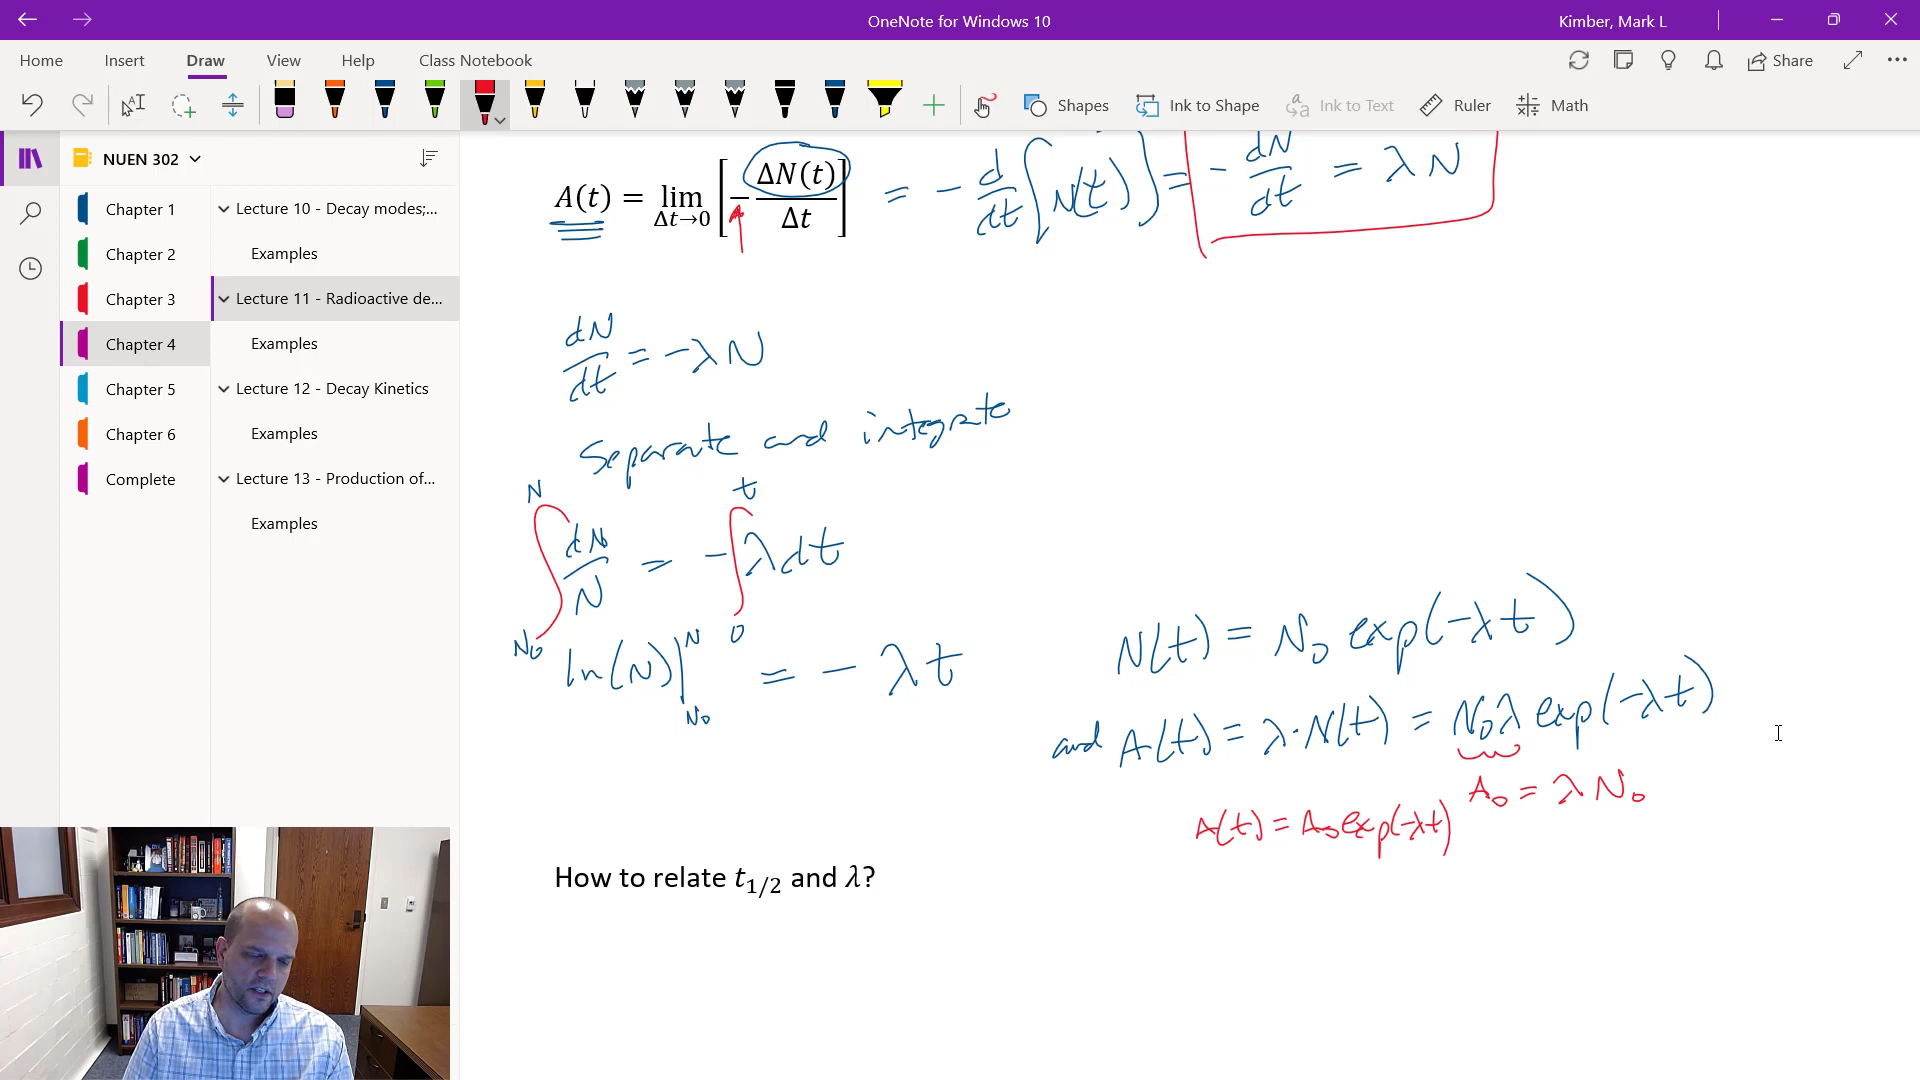 OneNote for Windows 10
Kimber, Mark L
Home Insert Draw View Help Class Notebook
Share
Shapes Ink to Shape Ink to Text Ruler Math
NUEN 302
Chapter 1
Chapter 2
Chapter 3
Chapter 4
Chapter 5
Chapter 6
Complete
Lecture 10 - Decay modes;...
Examples
Lecture 11 - Radioactive de...
Examples
Lecture 12 - Decay Kinetics
Examples
Lecture 13 - Production of...
Examples
A(t) = lim Δt→0 [− ΔN(t)/Δt] = − d/dt (N(t)) = − dN/dt = λN
dN/dt = −λN
Separate and integrate
∫_{N₀}^{N} dN/N = −∫_{0}^{t} λdt
ln(N)|_{N₀}^{N} = − λt
N(t) = N₀ exp(−λt)
and A(t) = λ·N(t) = N₀λ exp(−λt)
A₀ = λN₀
A(t) = A₀exp(−λt)
How to relate t₁/₂ and λ?